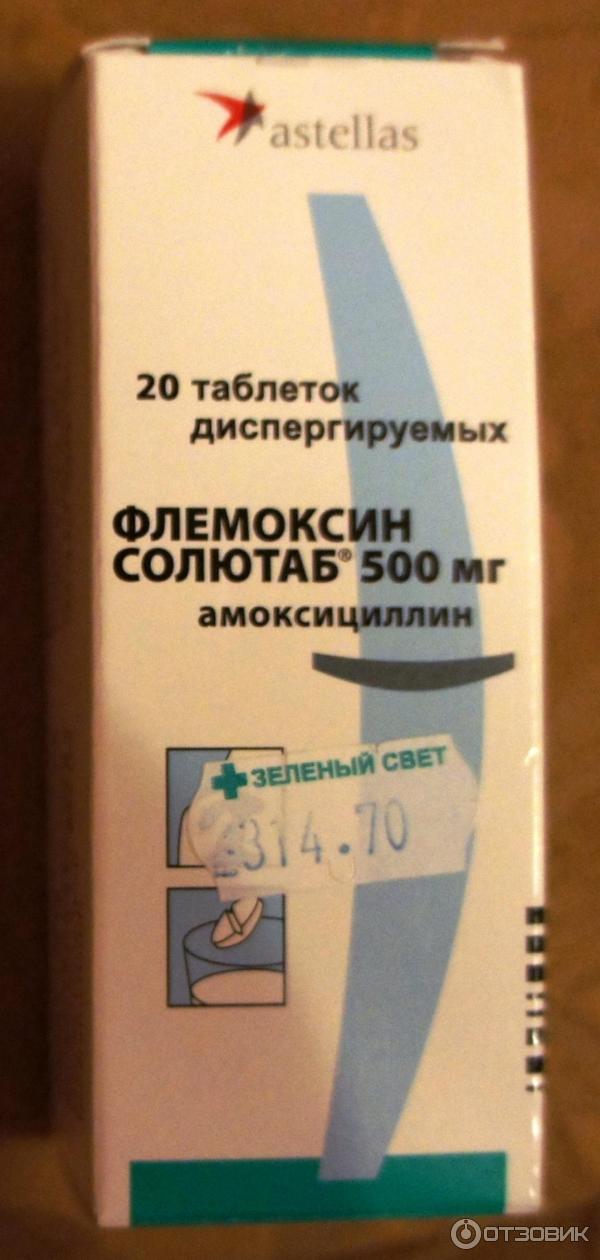 astellas
20 таблеток
диспергируемых
ФЛЕМОКСИН
СОЛЮТАБ® 500 мг
амоксициллин
ЗЕЛЕНЫЙ СВЕТ
314.70
ОТЗОВИК